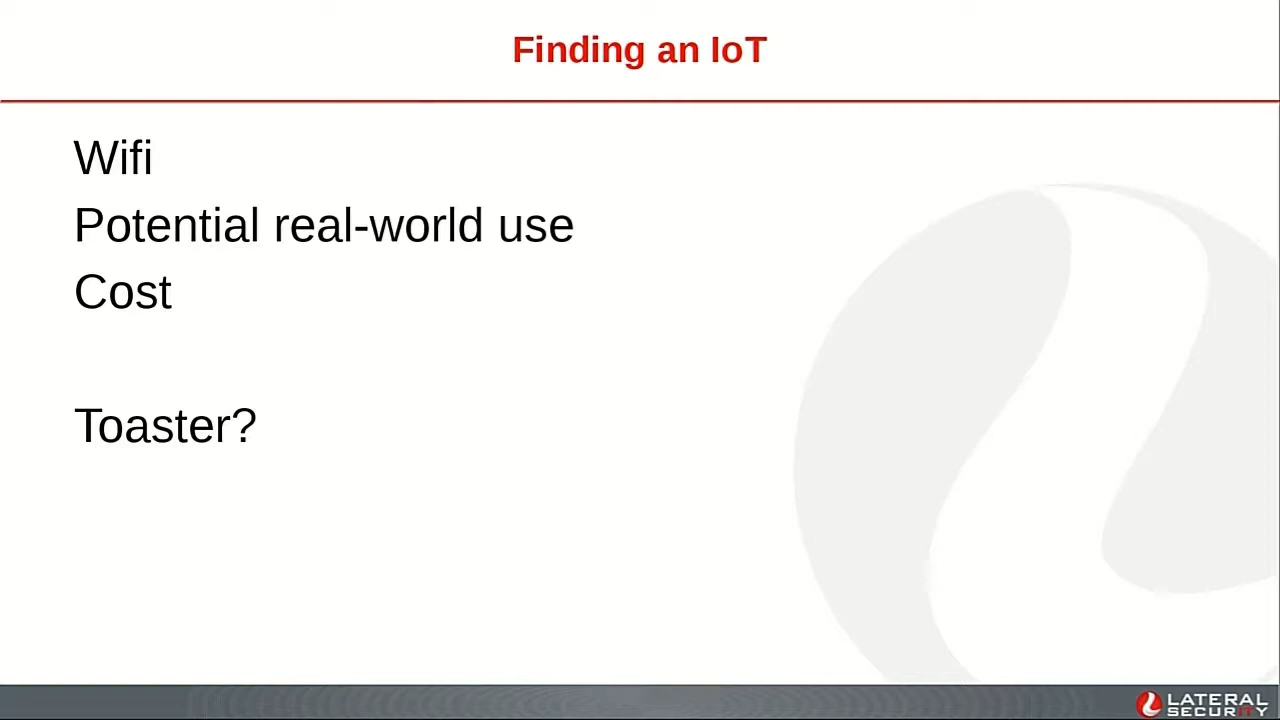 Finding an IoT
Wifi
Potential real-world use
Cost
Toaster?
LATERAL
SECURITY